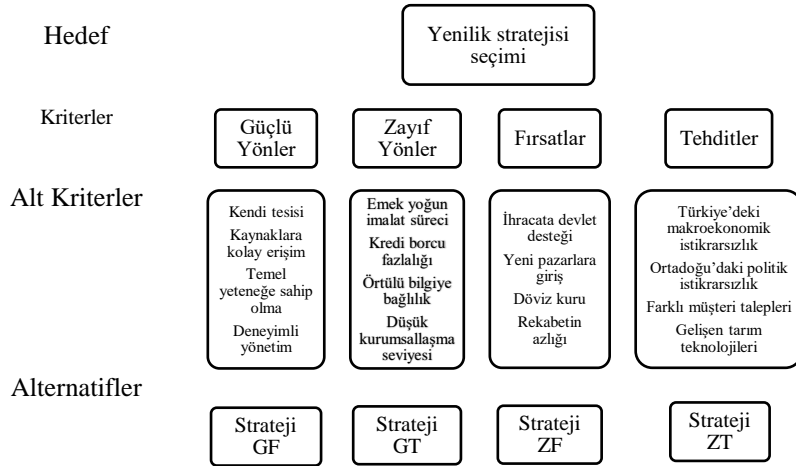 Hedef
Yenilik stratejisi
seçimi
Kriterler
Güçlü
Yönler
Zayıf
Yönler
Fırsatlar
Tehditler
Alt Kriterler
Kendi tesisi
Kaynaklara
kolay erişim
Temel
yeteneğe sahip
olma
Deneyimli
yönetim
Emek yoğun
imalat süreci
Kredi borcu
fazlalığı
Örtülü bilgiye
bağlılık
Düşük
kurumsallaşma
seviyesi
İhracata devlet
desteği
Yeni pazarlara
giriş
Döviz kuru
Rekabetin
azlığı
Türkiye’deki
makroekonomik
istikrarsızlık
Ortadoğu’daki politik
istikrarsızlık
Farklı müşteri talepleri
Gelişen tarım
teknolojileri
Alternatifler
Strateji
GF
Strateji
GT
Strateji
ZF
Strateji
ZT